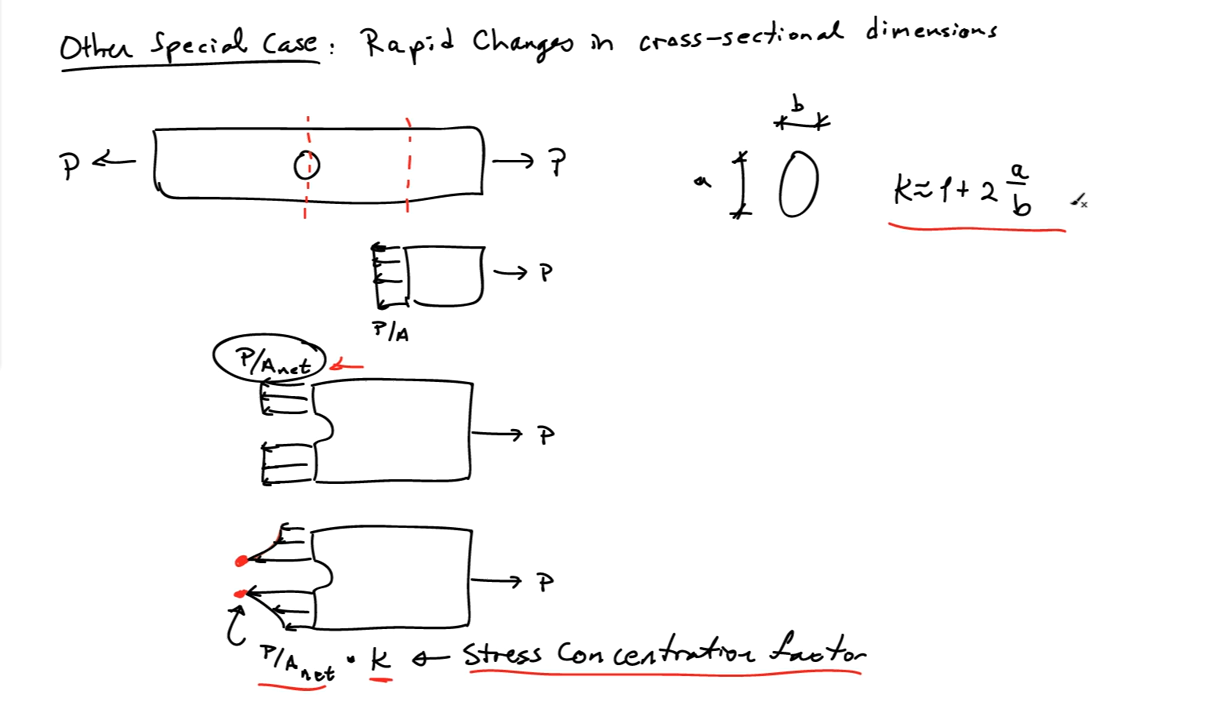 Other Special Case: Rapid Changes in cross-sectional dimensions
b
P
P
a
K≈1+2 a/b
P
P/A
P/Anet
P
P
P/Anet • K ← Stress Concentration factor